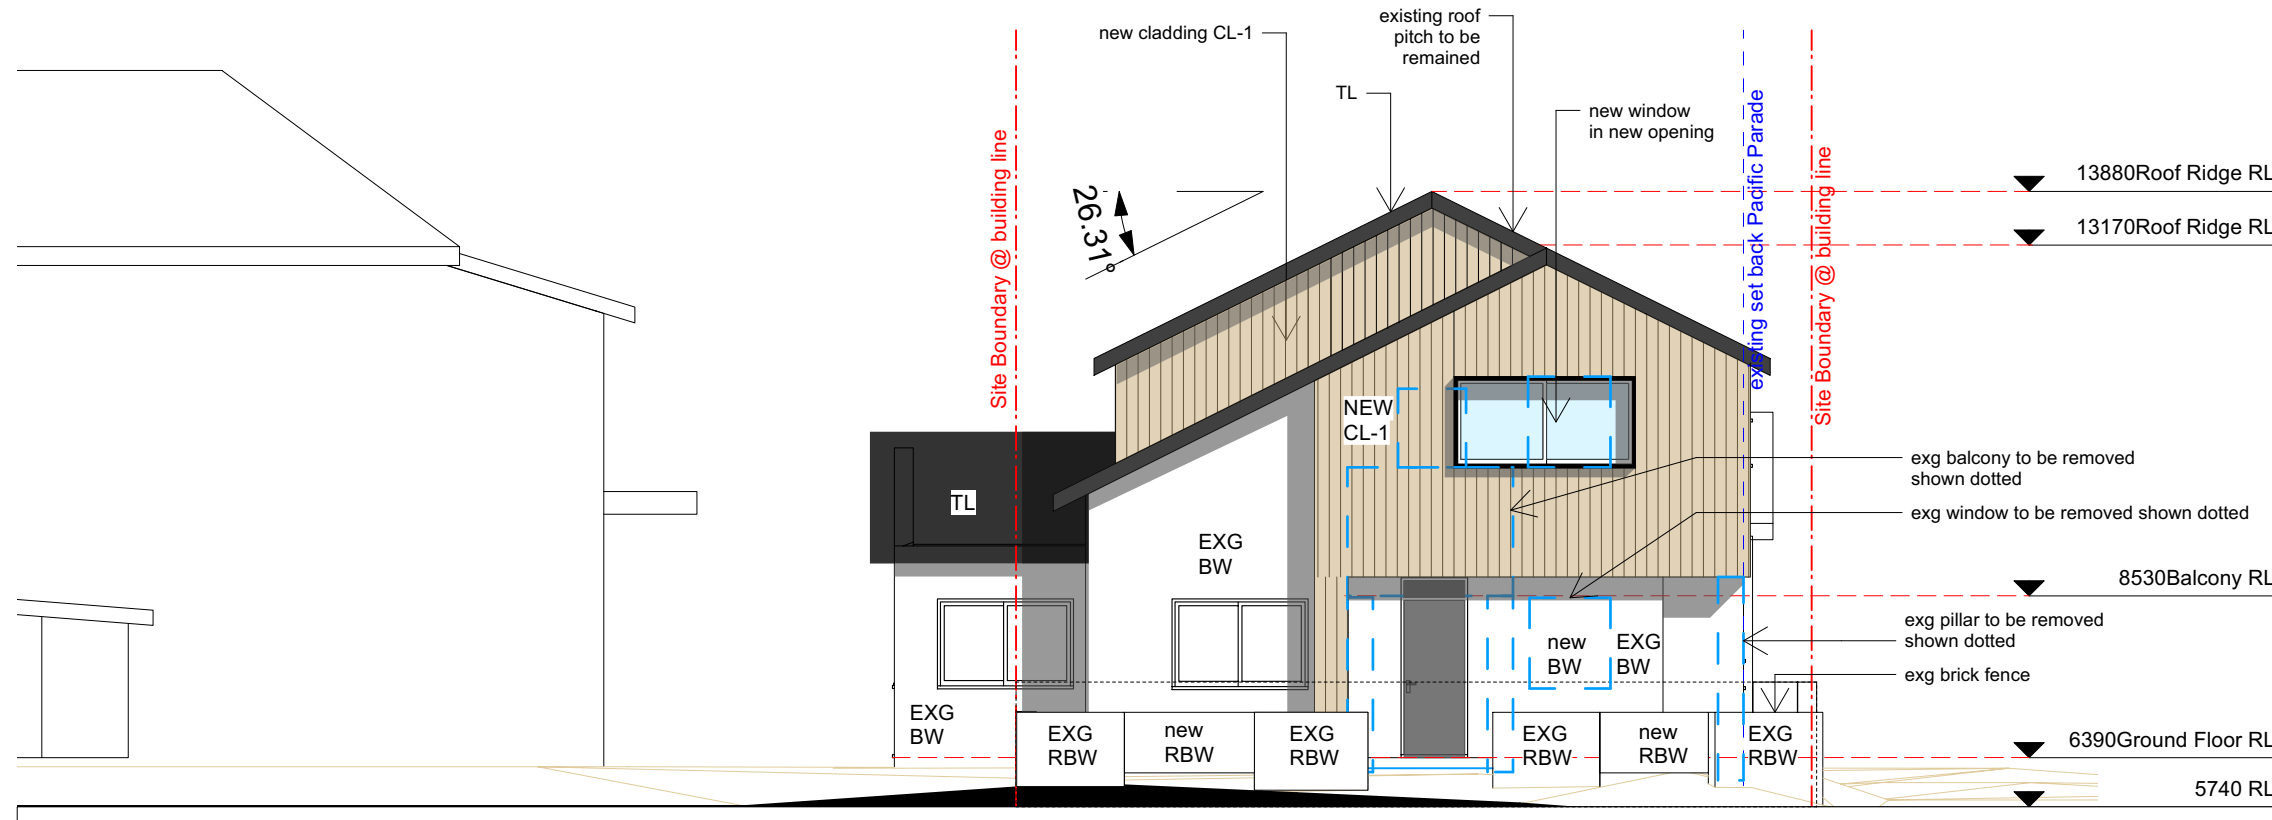 new cladding CL-1
existing roof
pitch to be
remained
TL
new window
in new opening
26.31°
Site Boundary @ building line
existing set back Pacific Parade
Site Boundary @ building line
13880Roof Ridge RL
13170Roof Ridge RL
NEW
CL-1
exg balcony to be removed
shown dotted
TL
exg window to be removed shown dotted
EXG
BW
8530Balcony RL
exg pillar to be removed
shown dotted
new
BW
EXG
BW
exg brick fence
EXG
BW
EXG
RBW
new
RBW
EXG
RBW
EXG
RBW
new
RBW
EXG
RBW
6390Ground Floor RL
5740 RL